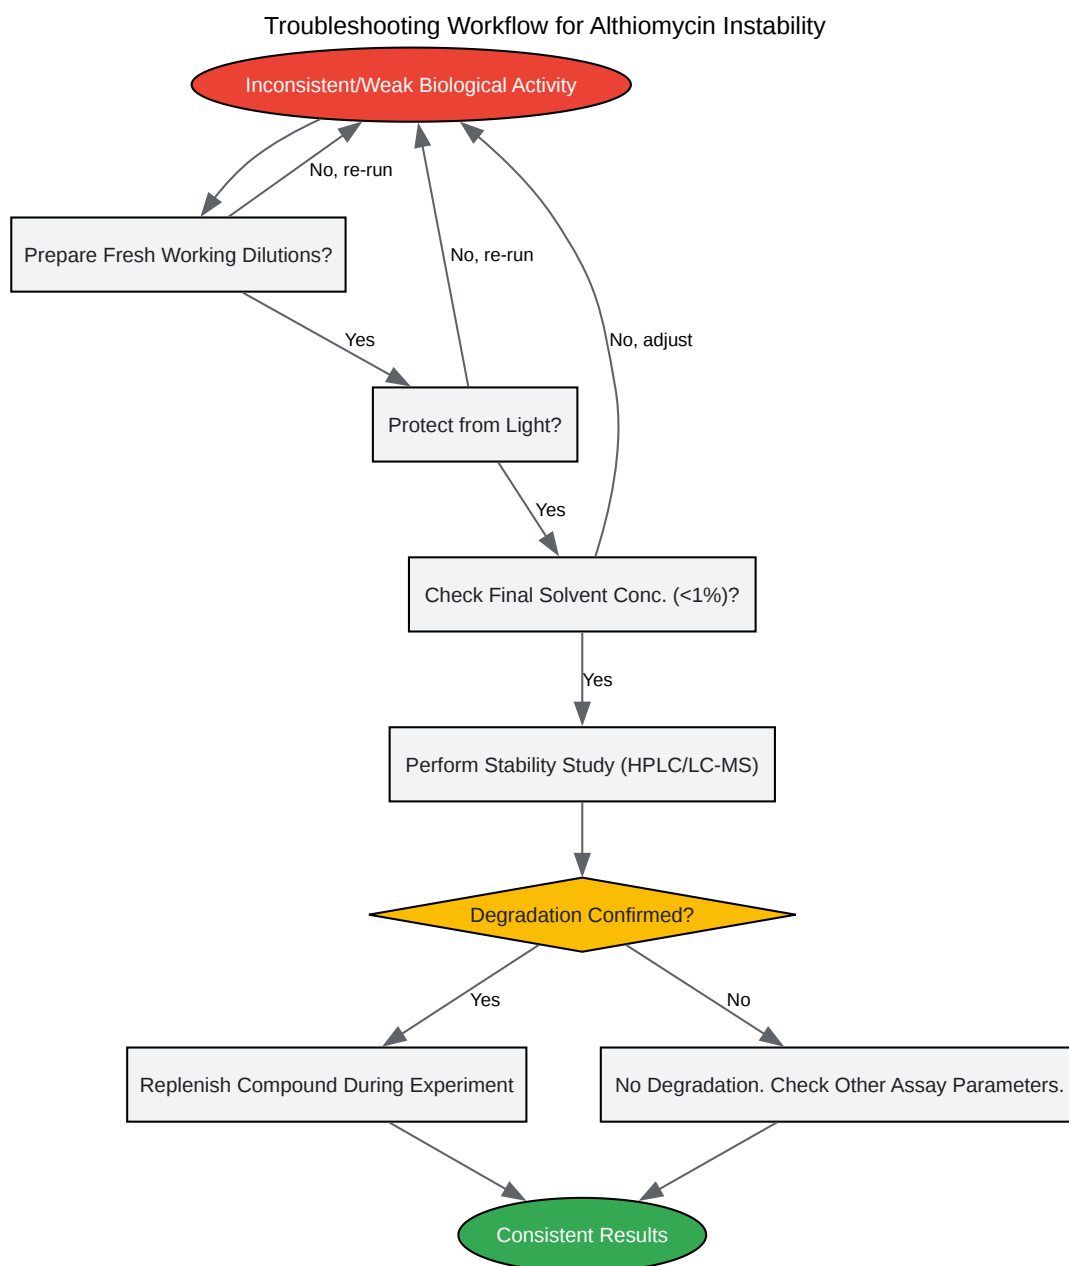 Troubleshooting Workflow for Althiomycin Instability
Inconsistent/Weak Biological Activity
No, re-run
Prepare Fresh Working Dilutions?
No, re-run
Yes
No, adjust
Protect from Light?
Yes
Check Final Solvent Conc. (<1%)?
Yes
Perform Stability Study (HPLC/LC-MS)
Degradation Confirmed?
Yes
No
Replenish Compound During Experiment
No Degradation. Check Other Assay Parameters.
Consistent Results